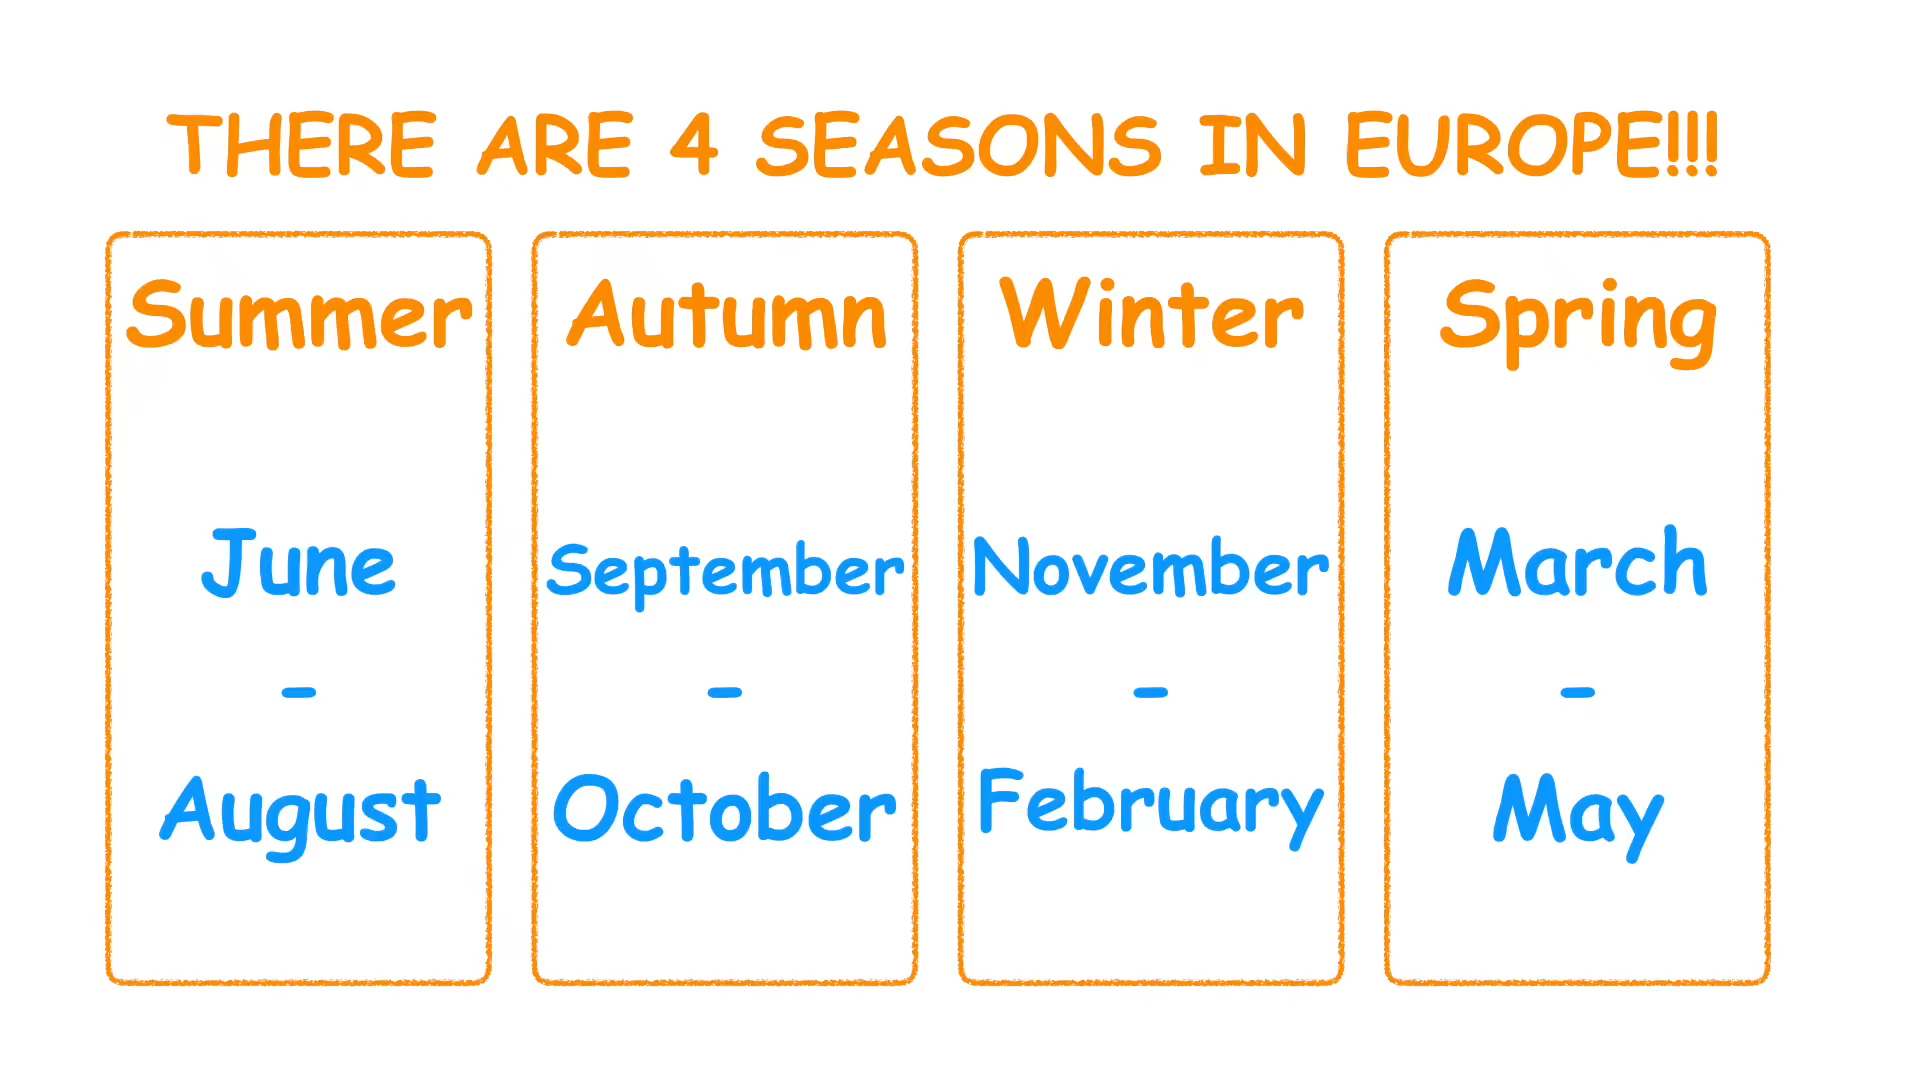 THERE ARE 4 SEASONS IN EUROPE!!!
Summer
June
-
August
Autumn
September
-
October
Winter
November
-
February
Spring
March
-
May